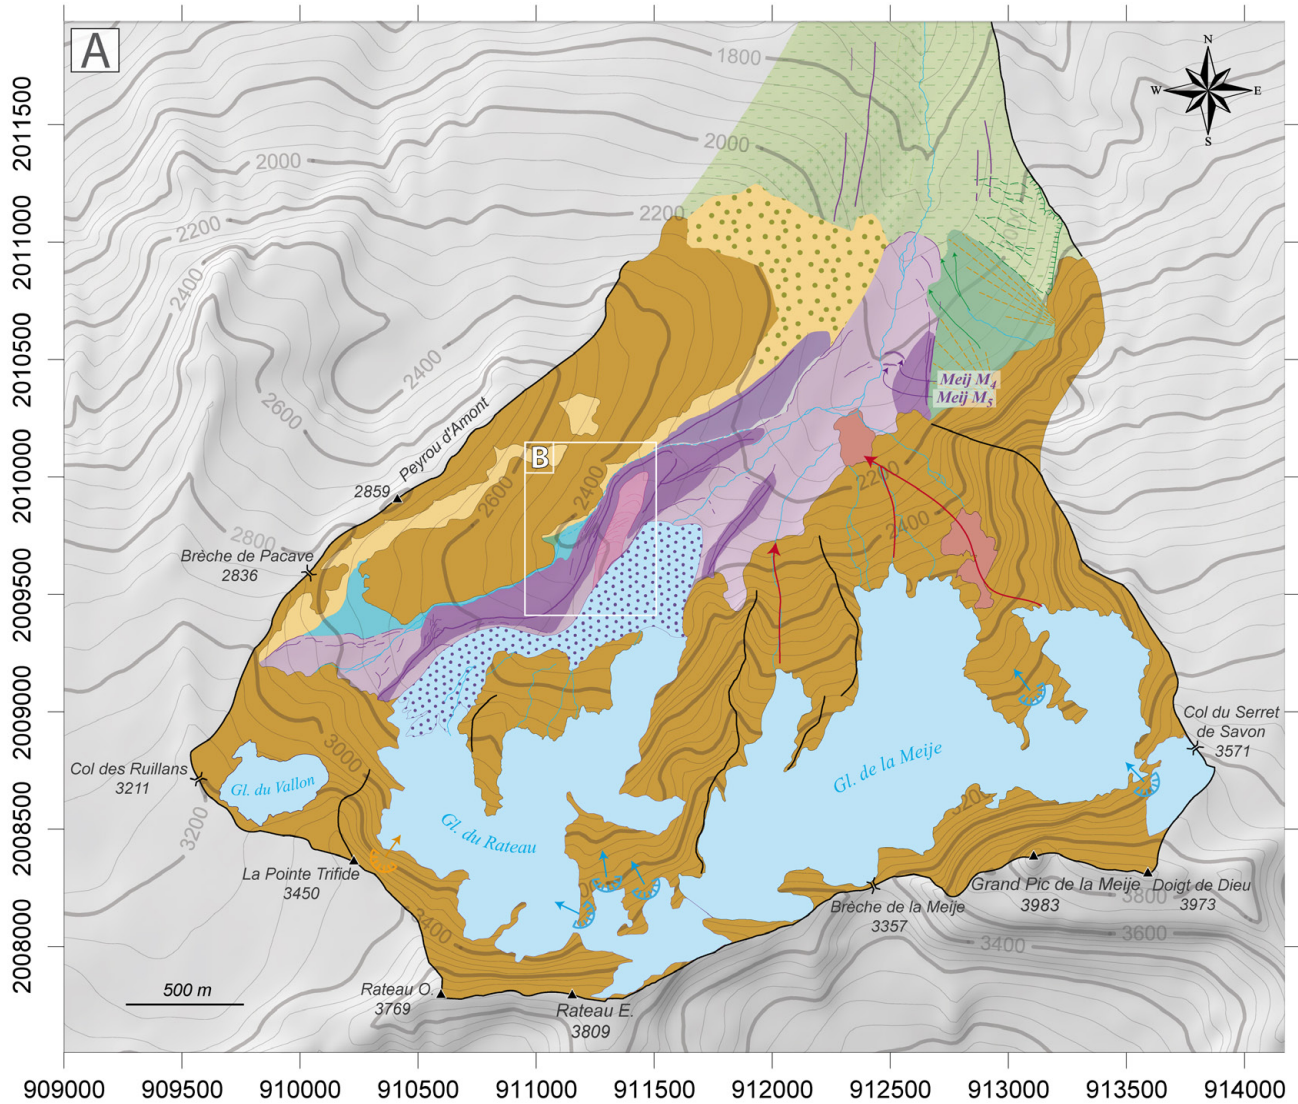 A
N
W
E
S
1800
2000
2000
2200
2200
2400
2400
2600
2800
Meij M4
Meij M5
Peyrou d'Amont
2859
B
2400
2600
2200
2400
Brèche de Pacave
2836
Col des Ruillans
3211
Gl. du Vallon
3000
3200
Gl. de la Meije
Col du Serret
de Savon
3571
3200
Gl. du Rateau
La Pointe Trifide
3450
3400
Brèche de la Meije
3357
Grand Pic de la Meije
3983
Doigt de Dieu
3973
3800
3600
3400
500 m
Rateau O.
3769
Rateau E.
3809
2011500
2011000
2010500
2010000
2009500
2009000
2008500
2008000
909000
909500
910000
910500
911000
911500
912000
912500
913000
913500
914000